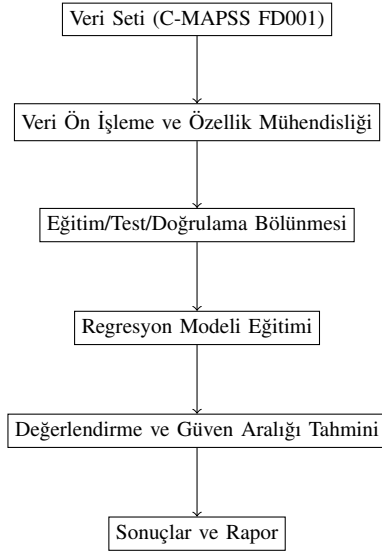 Veri Seti (C-MAPSS FD001)
Veri Ön İşleme ve Özellik Mühendisliği
Eğitim/Test/Doğrulama Bölünmesi
Regresyon Modeli Eğitimi
Değerlendirme ve Güven Aralığı Tahmini
Sonuçlar ve Rapor